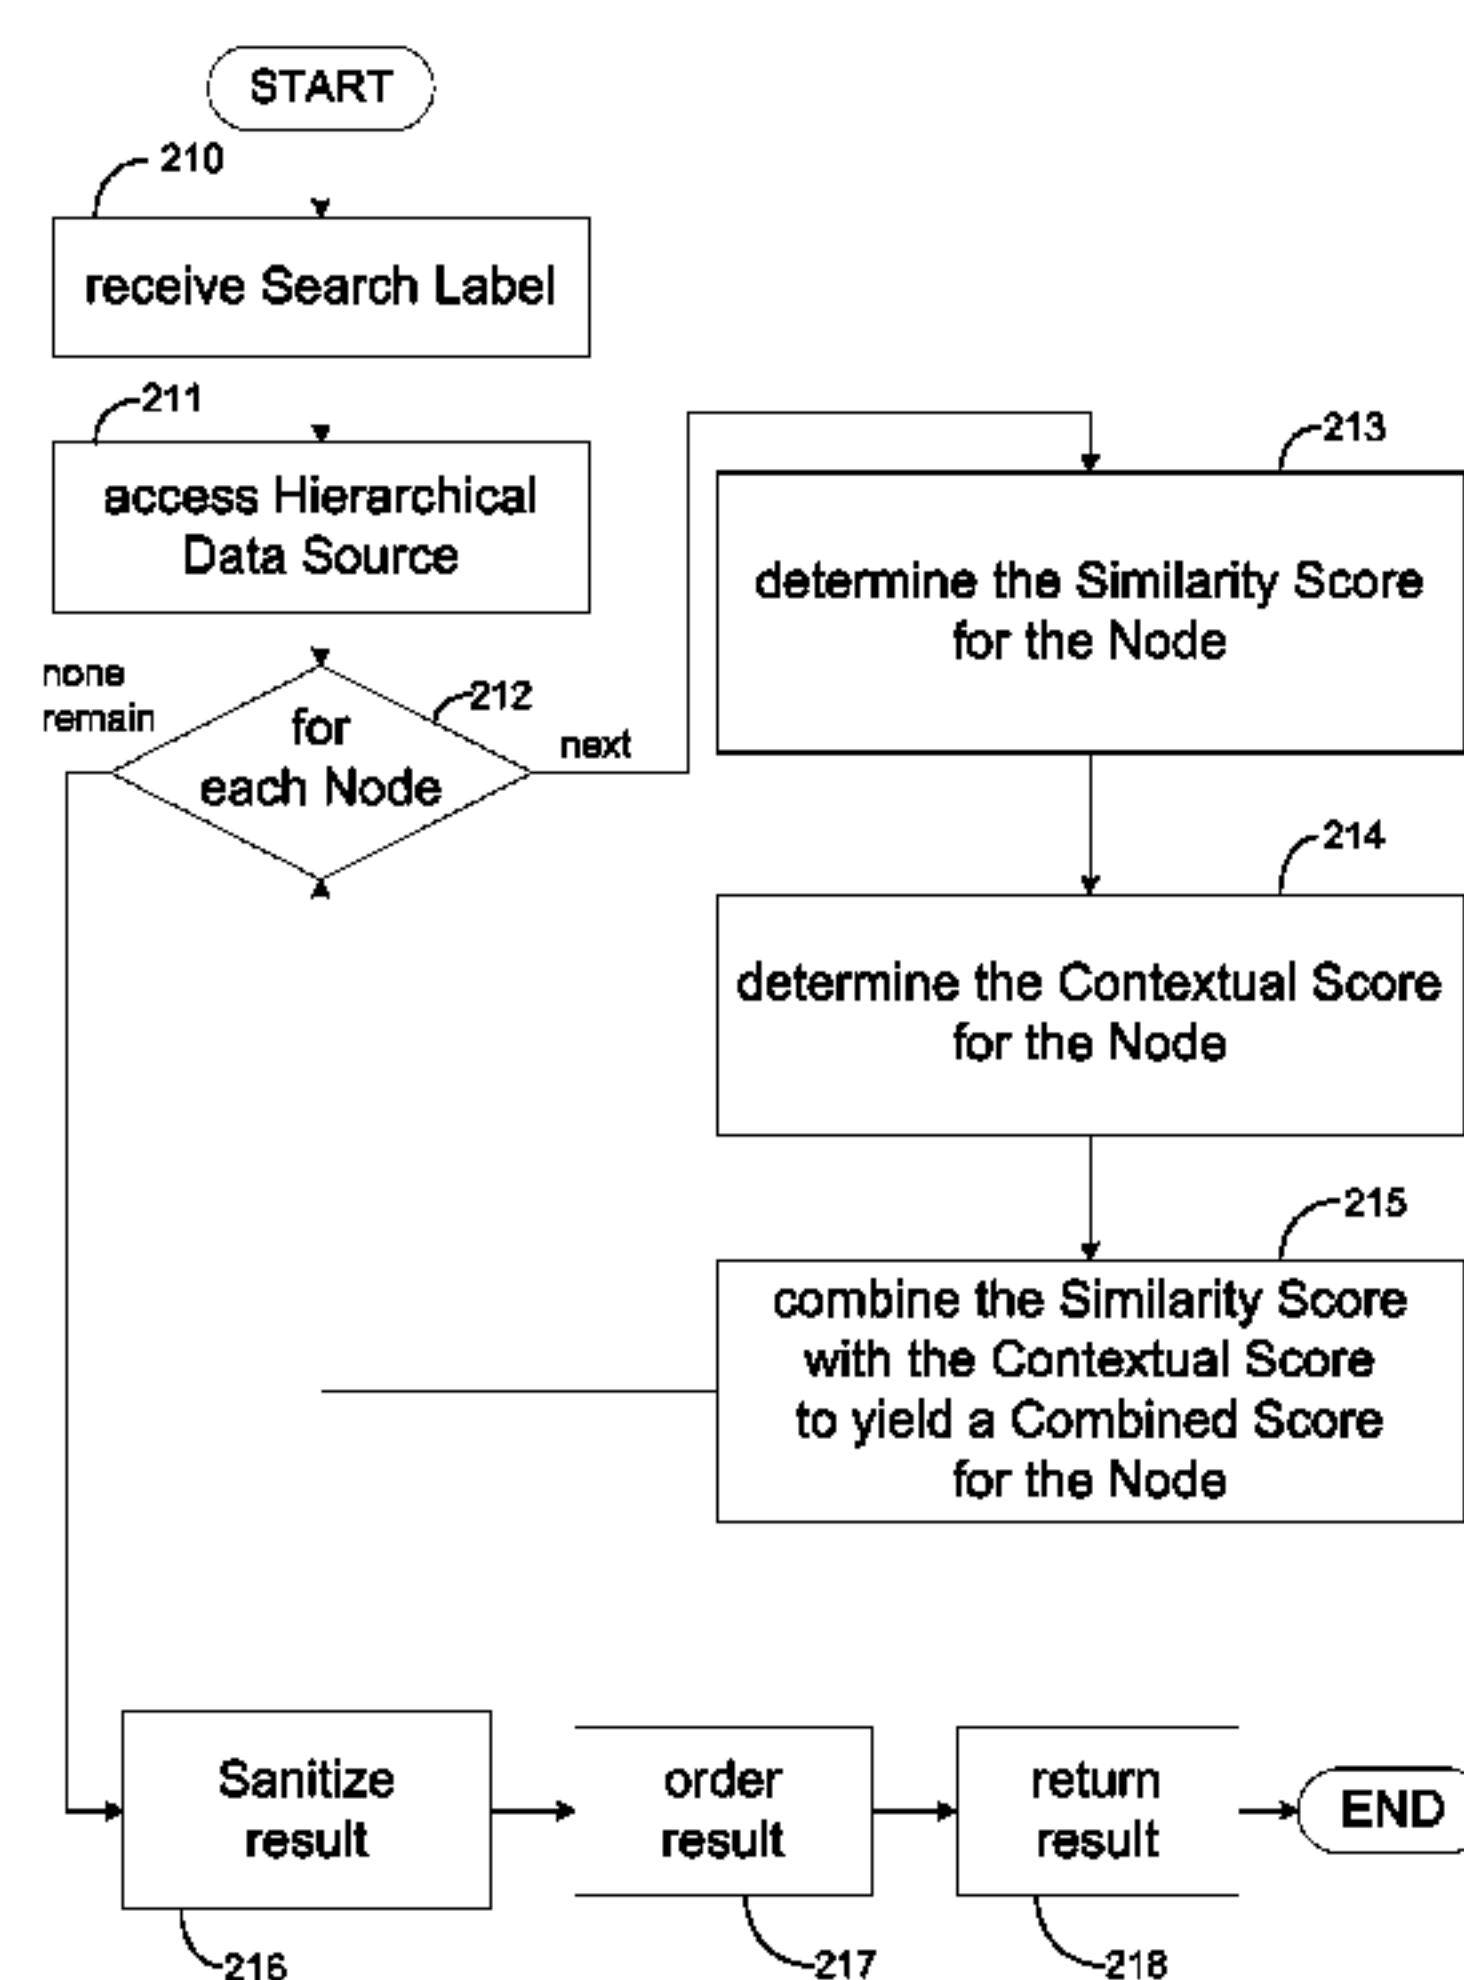 START
210
receive Search Label
211
access Hierarchical
Data Source
none
remain
for
each Node
212
next
213
determine the Similarity Score
for the Node
214
determine the Contextual Score
for the Node
215
combine the Similarity Score
with the Contextual Score
to yield a Combined Score
for the Node
Sanitize
result
order
result
return
result
END
216
217
218